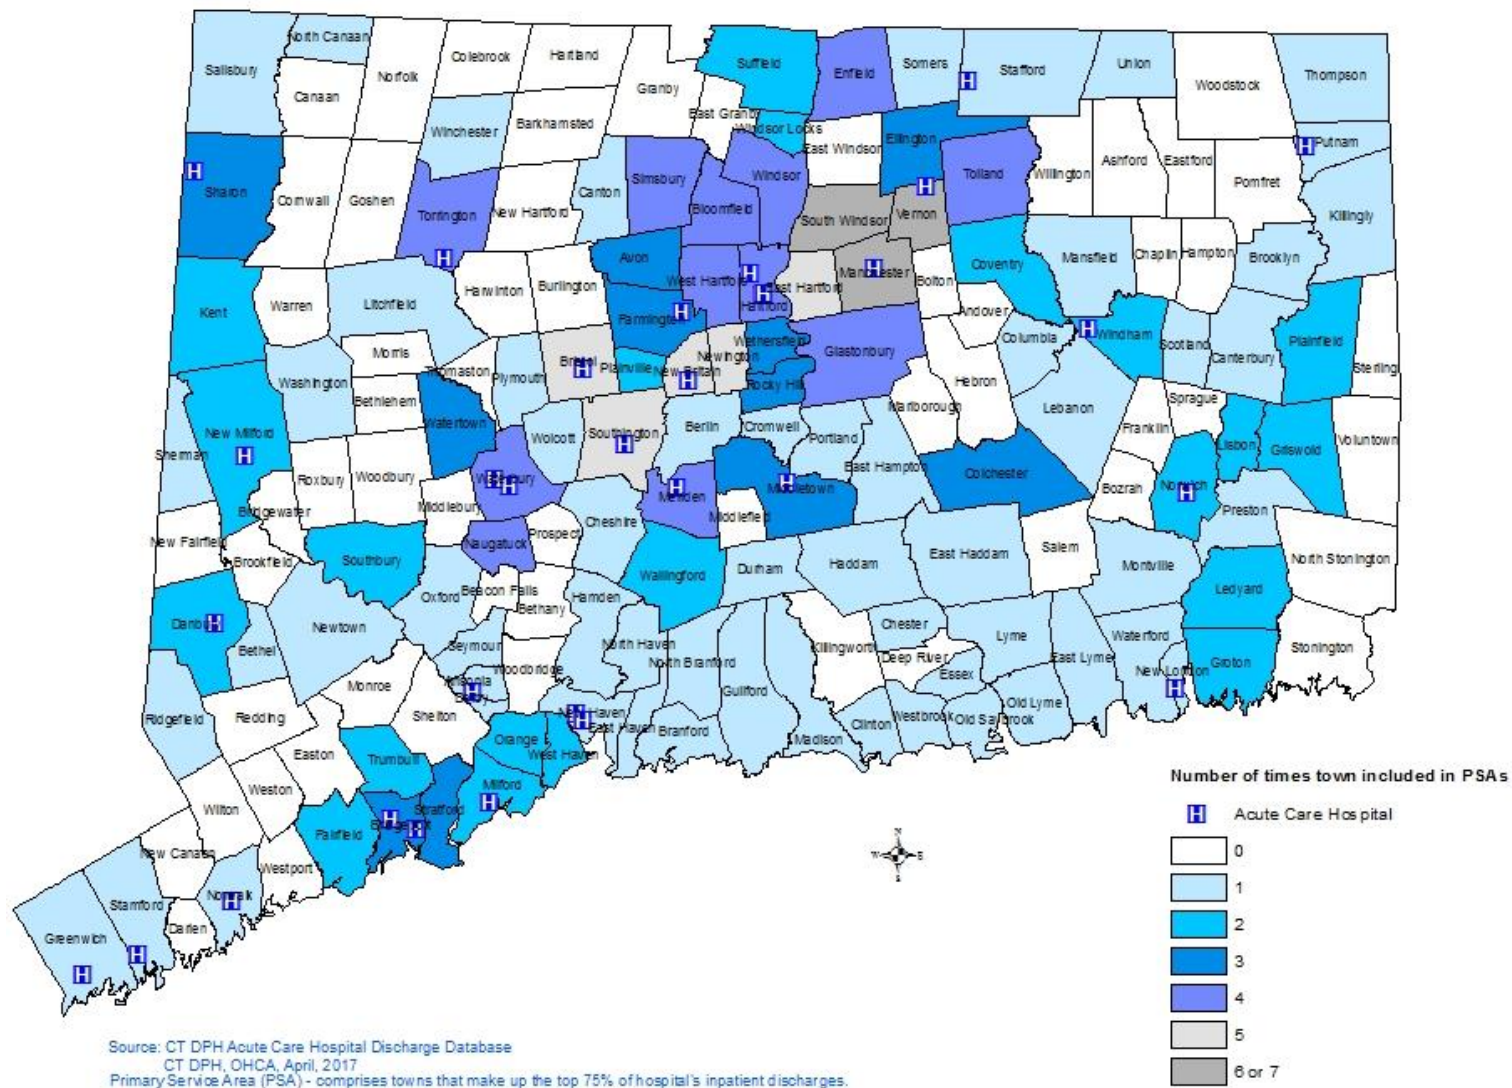 North Canaan
Salisbury
Canaan
Norfolk
Colebrook
Hartland
Granby
East Granby
Suffield
Windsor Locks
Enfield
Somers
Stafford
Union
Woodstock
Thompson
Putnam
Winchester
Barkhamsted
East Windsor
Ellington
Willington
Ashford
Eastford
Pomfret
Killingly
Sharon
Cornwall
Goshen
Torrington
New Hartford
Canton
Simsbury
Bloomfield
Windsor
South Windsor
Vernon
Tolland
Coventry
Mansfield
Chaplin
Hampton
Brooklyn
Kent
Warren
Litchfield
Harwinton
Burlington
Avon
West Hartford
Hartford
East Hartford
Manchester
Bolton
Andover
Columbia
Windham
Scotland
Canterbury
Plainfield
Sterling
Farmington
Wethersfield
Newington
Glastonbury
Hebron
Morris
Washington
Thomaston
Plymouth
Bristol
Plainville
New Britain
Rocky Hill
Marlborough
Lebanon
Sprague
Franklin
Bethlehem
Watertown
Wolcott
Southington
Berlin
Cromwell
Portland
East Hampton
Colchester
Bozrah
Norwich
Lisbon
Griswold
Voluntown
Preston
Sherman
New Milford
Roxbury
Woodbury
Middlebury
Waterbury
Meriden
Middletown
Middlefield
Bridgewater
New Fairfield
Brookfield
Southbury
Naugatuck
Prospect
Cheshire
Wallingford
Durham
Haddam
East Haddam
Salem
Montville
North Stonington
Ledyard
Danbury
Bethel
Newtown
Oxford
Beacon Falls
Bethany
Hamden
North Haven
North Branford
Guilford
Killingworth
Chester
Deep River
Essex
Lyme
East Lyme
Waterford
New London
Groton
Stonington
Seymour
Woodbridge
Ansonia
Derby
Ridgefield
Redding
Monroe
Shelton
New Haven
East Haven
Branford
Madison
Clinton
Westbrook
Old Saybrook
Old Lyme
Easton
Trumbull
Orange
West Haven
Milford
Stratford
Bridgeport
Fairfield
Weston
Wilton
Westport
New Canaan
Norwalk
Darien
Stamford
Greenwich
N
W
E
S
Number of times town included in PSAs
H Acute Care Hospital
0
1
2
3
4
5
6 or 7
Source: CT DPH Acute Care Hospital Discharge Database
CT DPH, OHCA, April, 2017
Primary Service Area (PSA) - comprises towns that make up the top 75% of hospital's inpatient discharges.